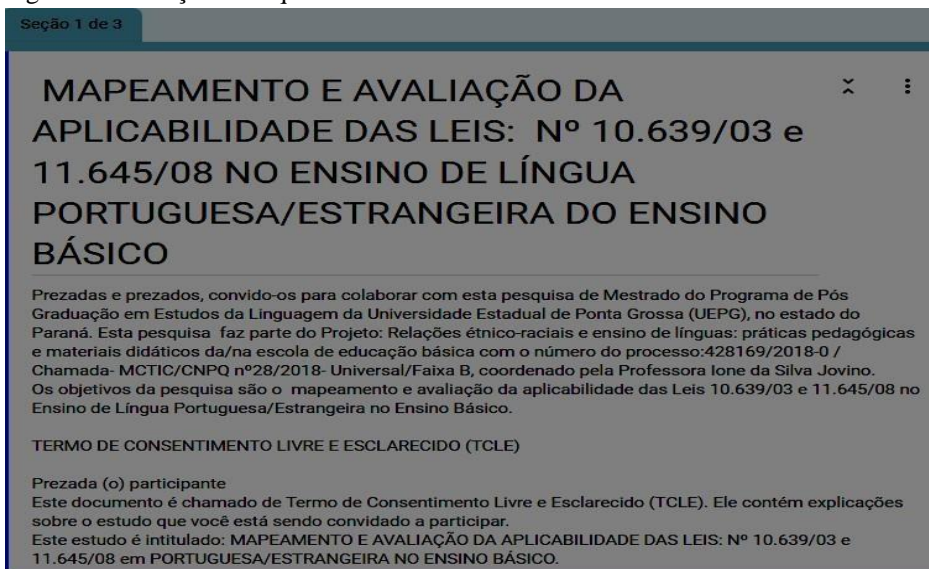 Seção 1 de 3
MAPEAMENTO E AVALIAÇÃO DA
APLICABILIDADE DAS LEIS: Nº 10.639/03 e
11.645/08 NO ENSINO DE LÍNGUA
PORTUGUESA/ESTRANGEIRA DO ENSINO
BÁSICO
Prezadas e prezados, convido-os para colaborar com esta pesquisa de Mestrado do Programa de Pós
Graduação em Estudos da Linguagem da Universidade Estadual de Ponta Grossa (UEPG), no estado do
Paraná. Esta pesquisa faz parte do Projeto: Relações étnico-raciais e ensino de línguas: práticas pedagógicas
e materiais didáticos da/na escola de educação básica com o número do processo:428169/2018-0 /
Chamada- MCTIC/CNPQ nº28/2018- Universal/Faixa B, coordenado pela Professora Ione da Silva Jovino.
Os objetivos da pesquisa são o mapeamento e avaliação da aplicabilidade das Leis 10.639/03 e 11.645/08 no
Ensino de Língua Portuguesa/Estrangeira no Ensino Básico.
TERMO DE CONSENTIMENTO LIVRE E ESCLARECIDO (TCLE)
Prezada (o) participante
Este documento é chamado de Termo de Consentimento Livre e Esclarecido (TCLE). Ele contém explicações
sobre o estudo que você está sendo convidado a participar.
Este estudo é intitulado: MAPEAMENTO E AVALIAÇÃO DA APLICABILIDADE DAS LEIS: Nº 10.639/03 e
11.645/08 em PORTUGUESA/ESTRANGEIRA NO ENSINO BÁSICO.